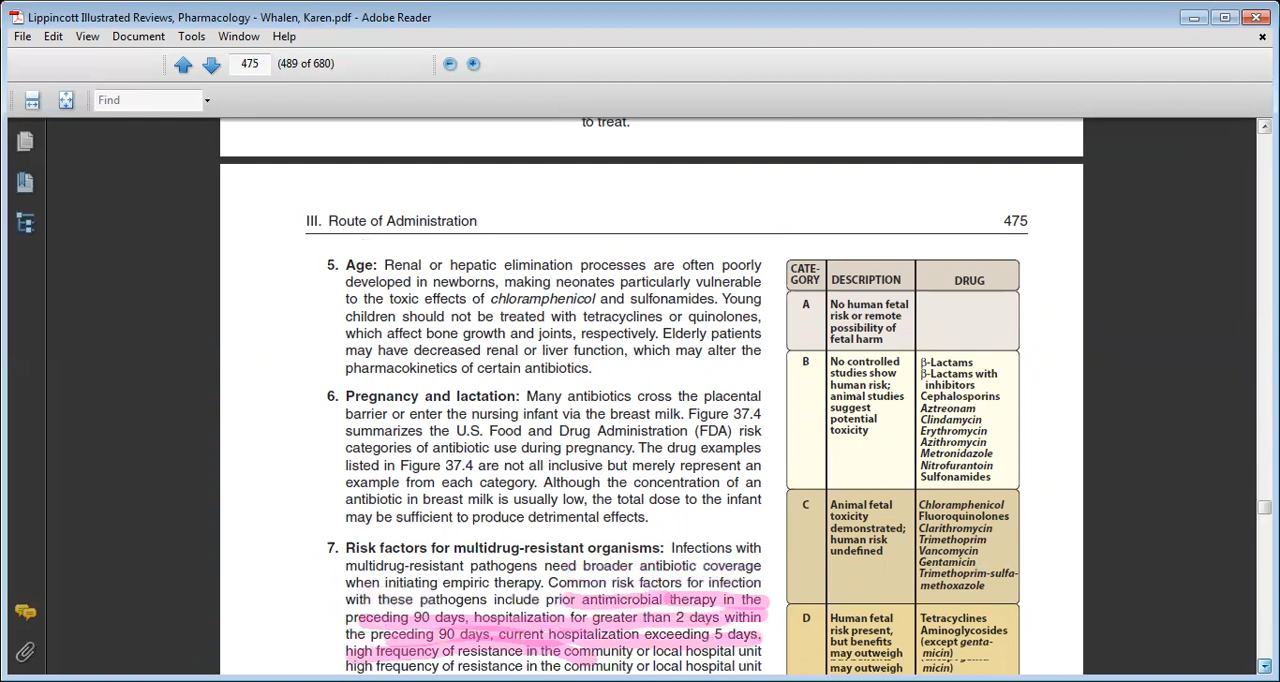 Lippincott Illustrated Reviews, Pharmacology - Whalen, Karen.pdf - Adobe Reader
File Edit View Document Tools Window Help
475 (489 of 680)
Find
to treat.
III. Route of Administration 475
5. Age: Renal or hepatic elimination processes are often poorly
developed in newborns, making neonates particularly vulnerable
to the toxic effects of chloramphenicol and sulfonamides. Young
children should not be treated with tetracyclines or quinolones,
which affect bone growth and joints, respectively. Elderly patients
may have decreased renal or liver function, which may alter the
pharmacokinetics of certain antibiotics.
6. Pregnancy and lactation: Many antibiotics cross the placental
barrier or enter the nursing infant via the breast milk. Figure 37.4
summarizes the U.S. Food and Drug Administration (FDA) risk
categories of antibiotic use during pregnancy. The drug examples
listed in Figure 37.4 are not all inclusive but merely represent an
example from each category. Although the concentration of an
antibiotic in breast milk is usually low, the total dose to the infant
may be sufficient to produce detrimental effects.
7. Risk factors for multidrug-resistant organisms: Infections with
multidrug-resistant pathogens need broader antibiotic coverage
when initiating empiric therapy. Common risk factors for infection
with these pathogens include prior antimicrobial therapy in the
preceding 90 days, hospitalization for greater than 2 days within
the preceding 90 days, current hospitalization exceeding 5 days,
high frequency of resistance in the community or local hospital unit
high frequency of resistance in the community or local hospital unit
CATE-
GORY DESCRIPTION DRUG
A No human fetal
risk or remote
possibility of
fetal harm
B No controlled
studies show
human risk;
animal studies
suggest
potential
toxicity
β-Lactams
β-Lactams with
inhibitors
Cephalosporins
Aztreonam
Clindamycin
Erythromycin
Azithromycin
Metronidazole
Nitrofurantoin
Sulfonamides
C Animal fetal
toxicity
demonstrated;
human risk
undefined
Chloramphenicol
Fluoroquinolones
Clarithromycin
Trimethoprim
Vancomycin
Gentamicin
Trimethoprim-sulfa-
methoxazole
D Human fetal
risk present,
but benefits
may outweigh
may outweigh
Tetracyclines
Aminoglycosides
(except genta-
micin)
micin)